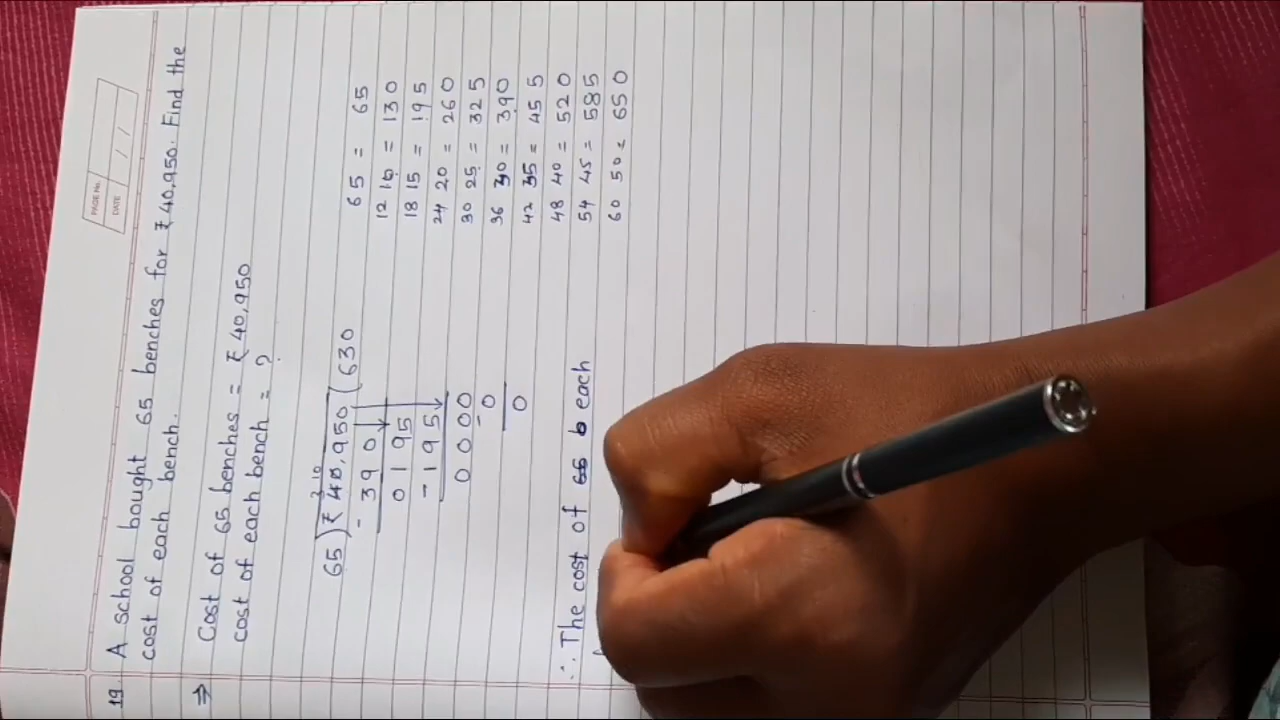 PAGE No.
DATE / /
19. A school bought 65 benches for ₹ 40,950. Find the
cost of each bench.
⇒ Cost of 65 benches = ₹ 40,950
cost of each bench = ?
3 10
65 ) ₹ 40,950 ( 630
- 390
0195
- 195
0000
- 0
0
65 = 65
12 10 = 130
18 15 = 195
24 20 = 260
30 25 = 325
36 30 = 390
42 35 = 455
48 40 = 520
54 45 = 585
60 50 = 650
∴ The cost of each